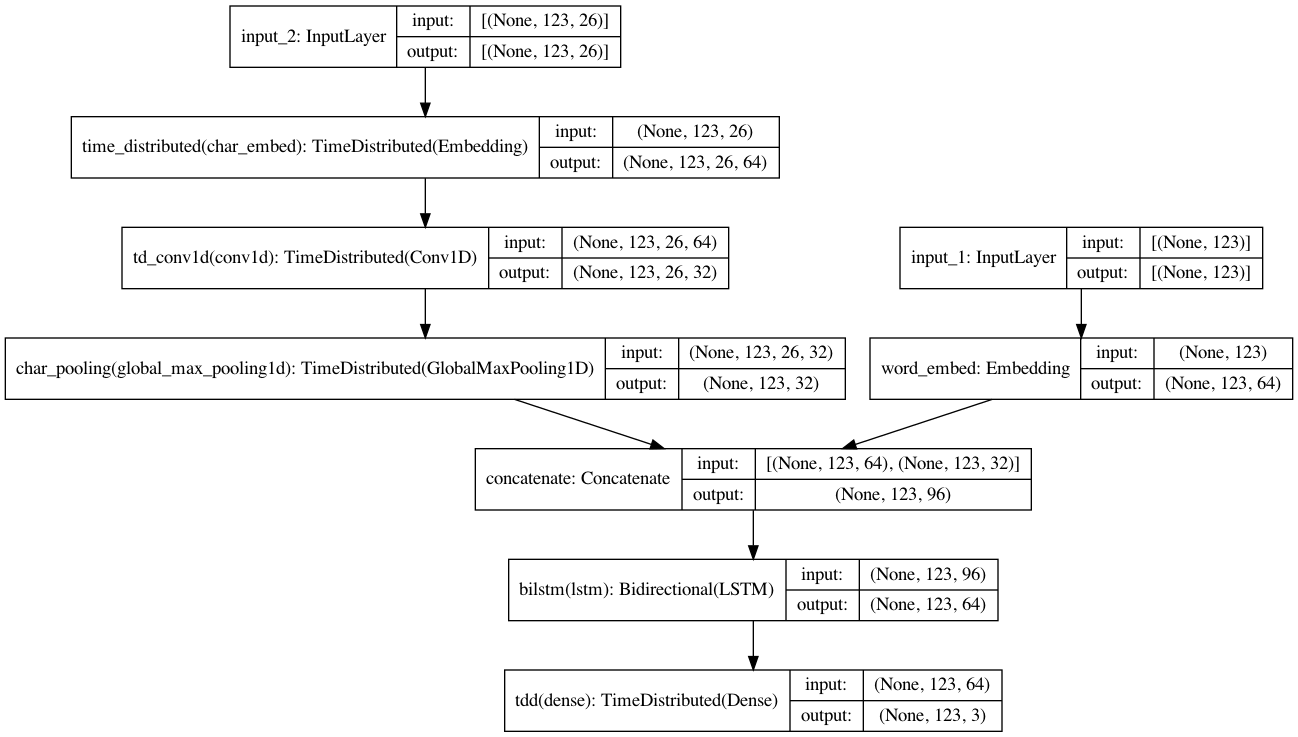 input_2: InputLayer
input: [(None, 123, 26)]
output: [(None, 123, 26)]
time_distributed(char_embed): TimeDistributed(Embedding)
input: (None, 123, 26)
output: (None, 123, 26, 64)
td_conv1d(conv1d): TimeDistributed(Conv1D)
input: (None, 123, 26, 64)
output: (None, 123, 26, 32)
input_1: InputLayer
input: [(None, 123)]
output: [(None, 123)]
char_pooling(global_max_pooling1d): TimeDistributed(GlobalMaxPooling1D)
input: (None, 123, 26, 32)
output: (None, 123, 32)
word_embed: Embedding
input: (None, 123)
output: (None, 123, 64)
concatenate: Concatenate
input: [(None, 123, 64), (None, 123, 32)]
output: (None, 123, 96)
bilstm(lstm): Bidirectional(LSTM)
input: (None, 123, 96)
output: (None, 123, 64)
tdd(dense): TimeDistributed(Dense)
input: (None, 123, 64)
output: (None, 123, 3)